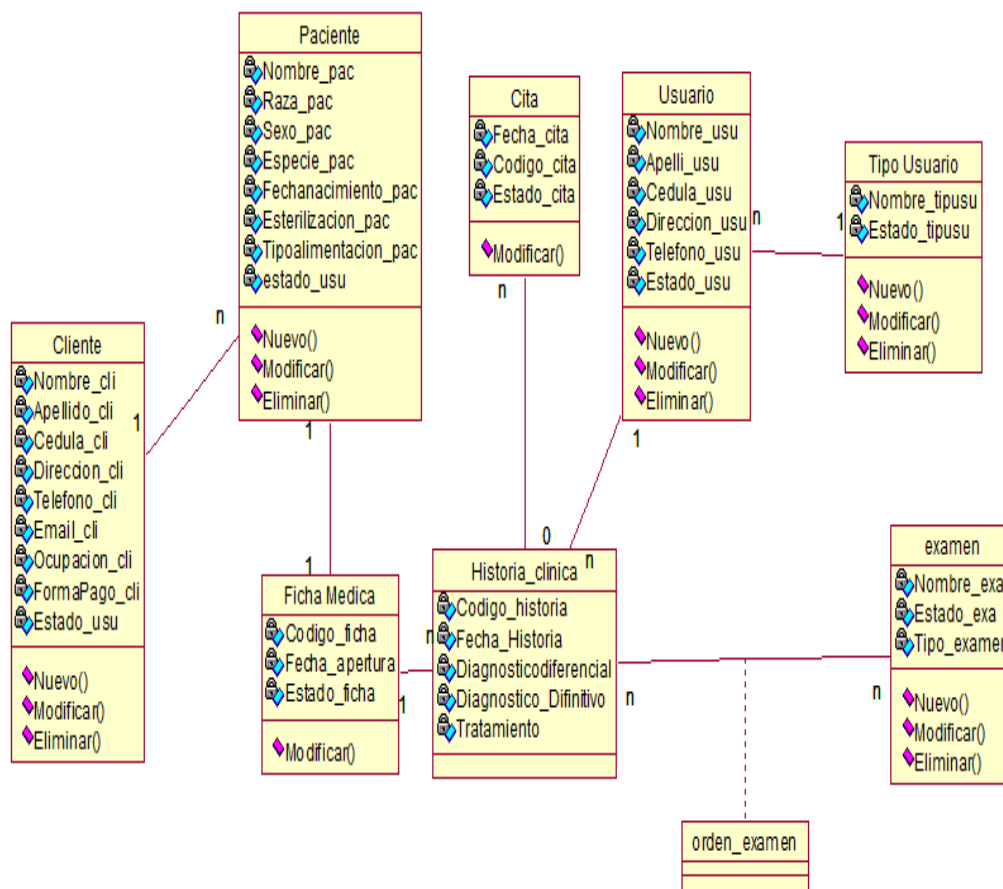 Paciente
Nombre_pac
Raza_pac
Sexo_pac
Especie_pac
Fechanacimiento_pac
Esterilizacion_pac
Tipoalimentacion_pac
estado_usu
Nuevo()
Modificar()
Eliminar()
Cita
Fecha_cita
Codigo_cita
Estado_cita
Modificar()
n
Usuario
Nombre_usu
Apelli_usu
Cedula_usu
Direccion_usu
Telefono_usu
Estado_usu
Nuevo()
Modificar()
Eliminar()
n
1
Tipo Usuario
Nombre_tipusu
Estado_tipusu
Nuevo()
Modificar()
Eliminar()
n
1
Cliente
Nombre_cli
Apellido_cli
Cedula_cli
Direccion_cli
Telefono_cli
Email_cli
Ocupacion_cli
FormaPago_cli
Estado_usu
Nuevo()
Modificar()
Eliminar()
1
1
1
Ficha Medica
Codigo_ficha
Fecha_apertura
Estado_ficha
Modificar()
n
1
0
n
Historia_clinica
Codigo_historia
Fecha_Historia
Diagnosticodiferencial
Diagnostico_Difinitivo
Tratamiento
n
n
examen
Nombre_exa
Estado_exa
Tipo_examen
Nuevo()
Modificar()
Eliminar()
orden_examen